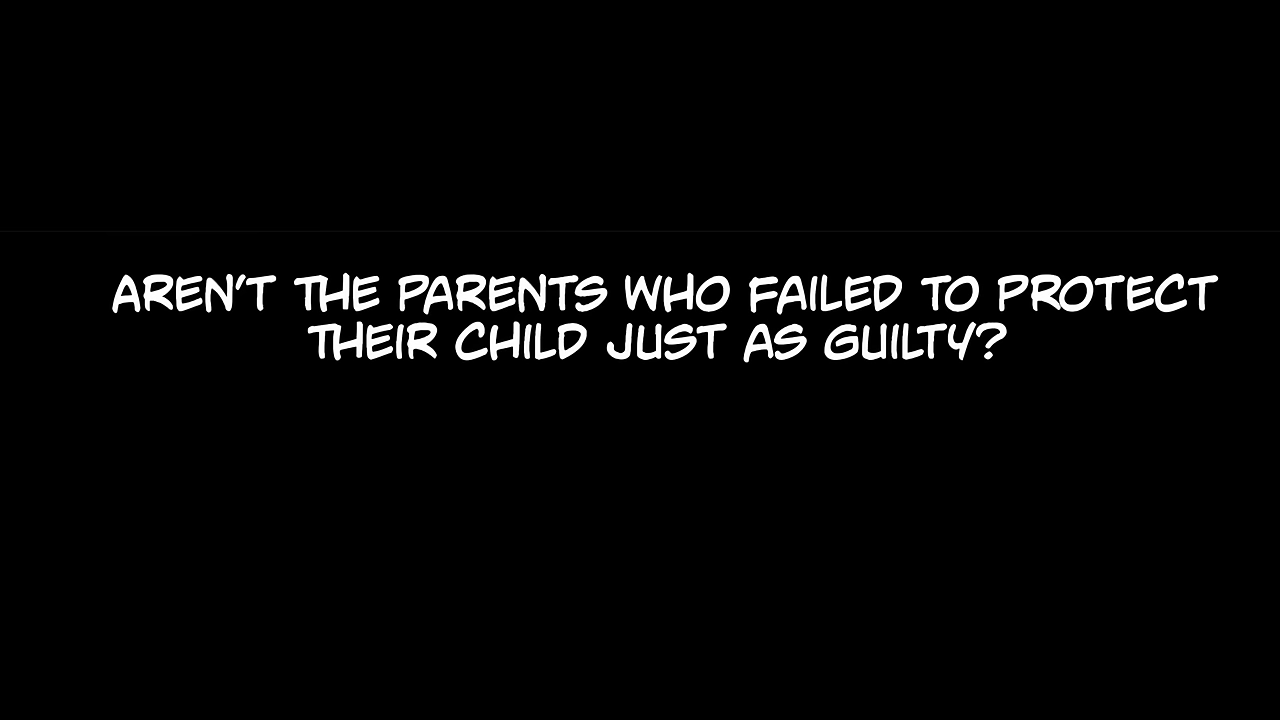 AREN'T THE PARENTS WHO FAILED TO PROTECT
THEIR CHILD JUST AS GUILTY?